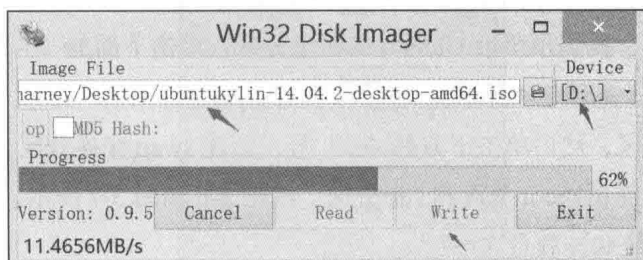 Win32 Disk Imager
Image File
Device
harney/Desktop/ubuntukylin-14.04.2-desktop-amd64.iso
[D:\]
op MD5 Hash:
Progress
62%
Version: 0.9.5 Cancel Read Write Exit
11.4656MB/s